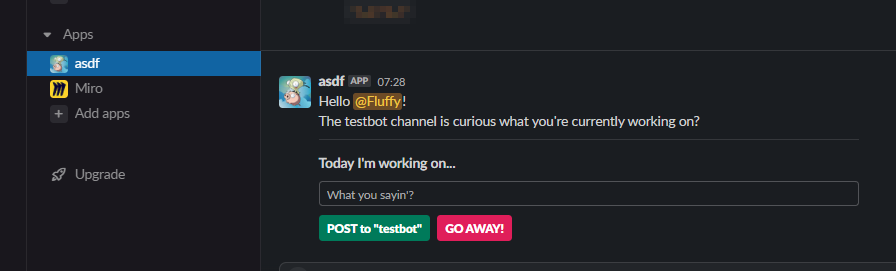 Apps
asdf
Miro
Add apps
Upgrade
asdf APP 07:28
Hello @Fluffy!
The testbot channel is curious what you're currently working on?
Today I'm working on...
What you sayin'?
POST to "testbot" GO AWAY!